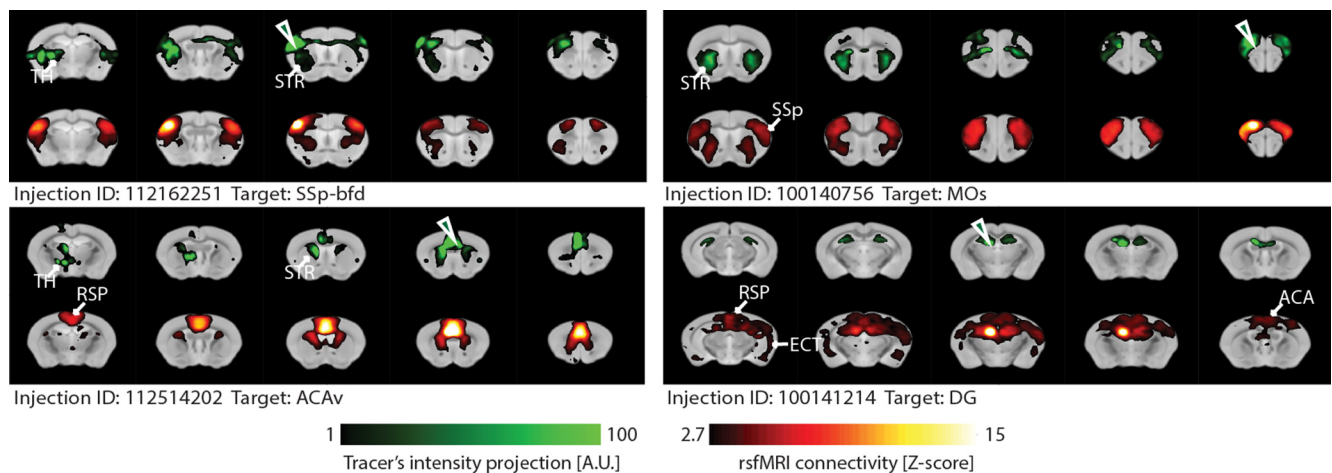 TH
STR
STR
SSp
Injection ID: 112162251 Target: SSp-bfd
Injection ID: 100140756 Target: MOs
TH
STR
RSP
RSP
ECT
ACA
Injection ID: 112514202 Target: ACAv
Injection ID: 100141214 Target: DG
1
100
Tracer's intensity projection [A.U.]
2.7
15
rsfMRI connectivity [Z-score]